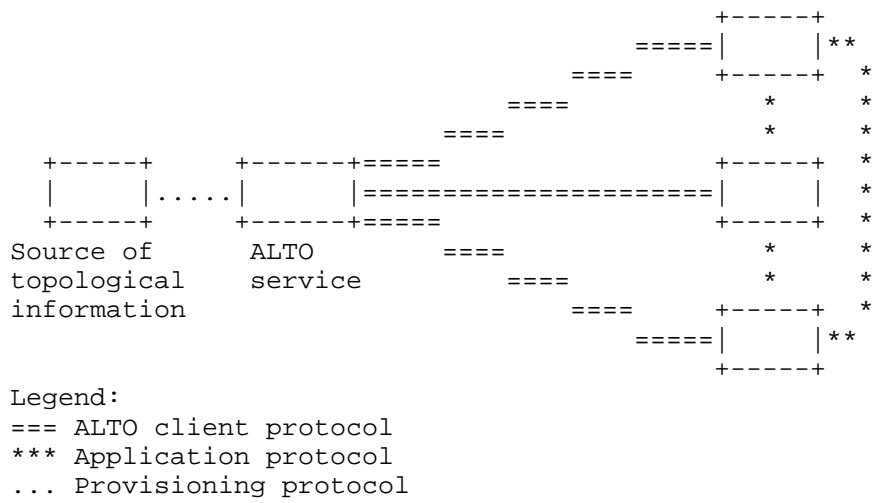 Source of ALTO
topological service
information
Legend:
=== ALTO client protocol
*** Application protocol
... Provisioning protocol